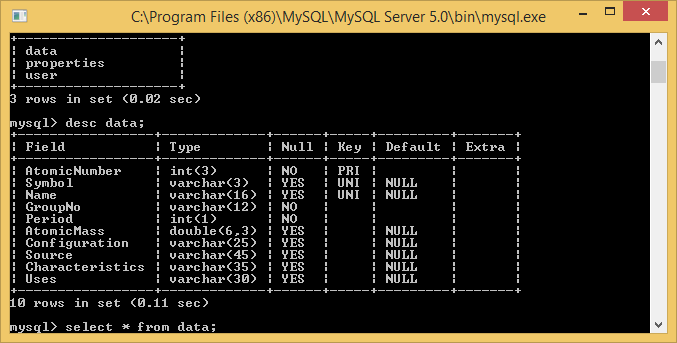 C:\Program Files (x86)\MySQL\MySQL Server 5.0\bin\mysql.exe
+--------------------+
| data               |
| properties         |
| user               |
+--------------------+
3 rows in set (0.02 sec)
mysql> desc data;
+-----------------+-------------+------+-----+---------+-------+
| Field           | Type        | Null | Key | Default | Extra |
+-----------------+-------------+------+-----+---------+-------+
| AtomicNumber    | int(3)      | NO   | PRI |         |       |
| Symbol          | varchar(3)  | YES  | UNI | NULL    |       |
| Name            | varchar(16) | YES  | UNI | NULL    |       |
| GroupNo         | varchar(12) | NO   |     |         |       |
| Period          | int(1)      | NO   |     |         |       |
| AtomicMass      | double(6,3) | YES  |     | NULL    |       |
| Configuration   | varchar(25) | YES  |     | NULL    |       |
| Source          | varchar(45) | YES  |     | NULL    |       |
| Characteristics | varchar(35) | YES  |     | NULL    |       |
| Uses            | varchar(30) | YES  |     | NULL    |       |
+-----------------+-------------+------+-----+---------+-------+
10 rows in set (0.11 sec)
mysql> select * from data;